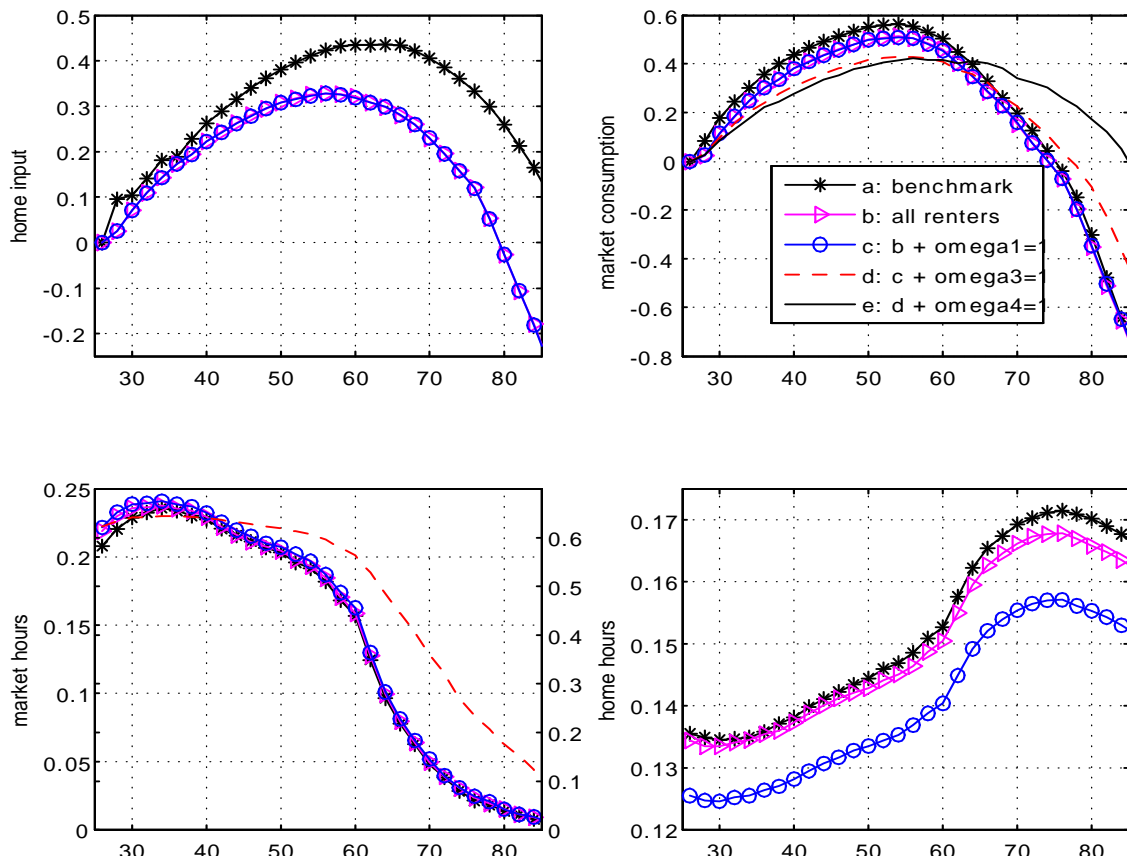 0.5
0.4
0.3
0.2
0.1
0
-0.1
-0.2
home input
30 40 50 60 70 80
0.6
0.4
0.2
0
-0.2
-0.4
-0.6
-0.8
market consumption
a: benchmark
b: all renters
c: b + omega1=1
d: c + omega3=1
e: d + omega4=1
30 40 50 60 70 80
0.25
0.2
0.15
0.1
0.05
0
market hours
0.6
0.5
0.4
0.3
0.2
0.1
0
30 40 50 60 70 80
0.17
0.16
0.15
0.14
0.13
0.12
home hours
30 40 50 60 70 80